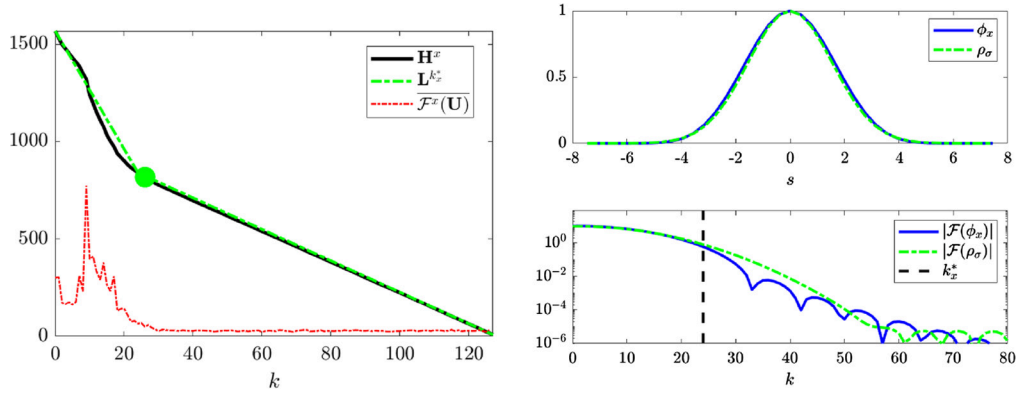 1500
1000
500
0
0 20 40 60 80 100 120
k
H^x
L^{k_x^*}
\overline{F^x(U)}
1
0.5
0
-8 -6 -4 -2 0 2 4 6 8
s
ϕ_x
ρ_σ
10^0
10^{-2}
10^{-4}
10^{-6}
0 10 20 30 40 50 60 70 80
k
|F(ϕ_x)|
|F(ρ_σ)|
k_x^*